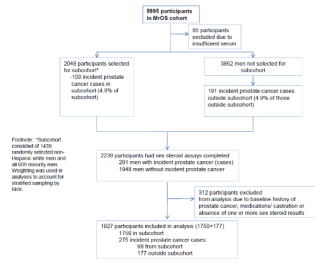 5995 participants
in MrOS cohort
85 participants
excluded due to
insufficient serum
2048 participants selected
for subcohort*
-100 incident prostate
cancer cases in
subcohort (4.9% of
subcohort)
3862 men not selected for
subcohort
191 incident prostate cancer cases
outside subcohort (4.9% of those
outside subcohort)
Footnote: *Subcohort
consisted of 1439
randomly selected non-
Hispanic white men and
all 609 minority men.
Weighting was used in
analyses to account for
stratified sampling by
race.
2239 participants had sex steroid assays completed
291 men with incident prostate cancer (cases)
1948 men without incident prostate cancer
312 participants excluded
from analysis due to baseline history of
prostate cancer, medications/ castration or
absence of one or more sex steroid results
1927 participants included in analysis (1750+177)
1750 in subcohort
275 incident prostate cancer cases:
98 from subcohort
177 outside subcohort